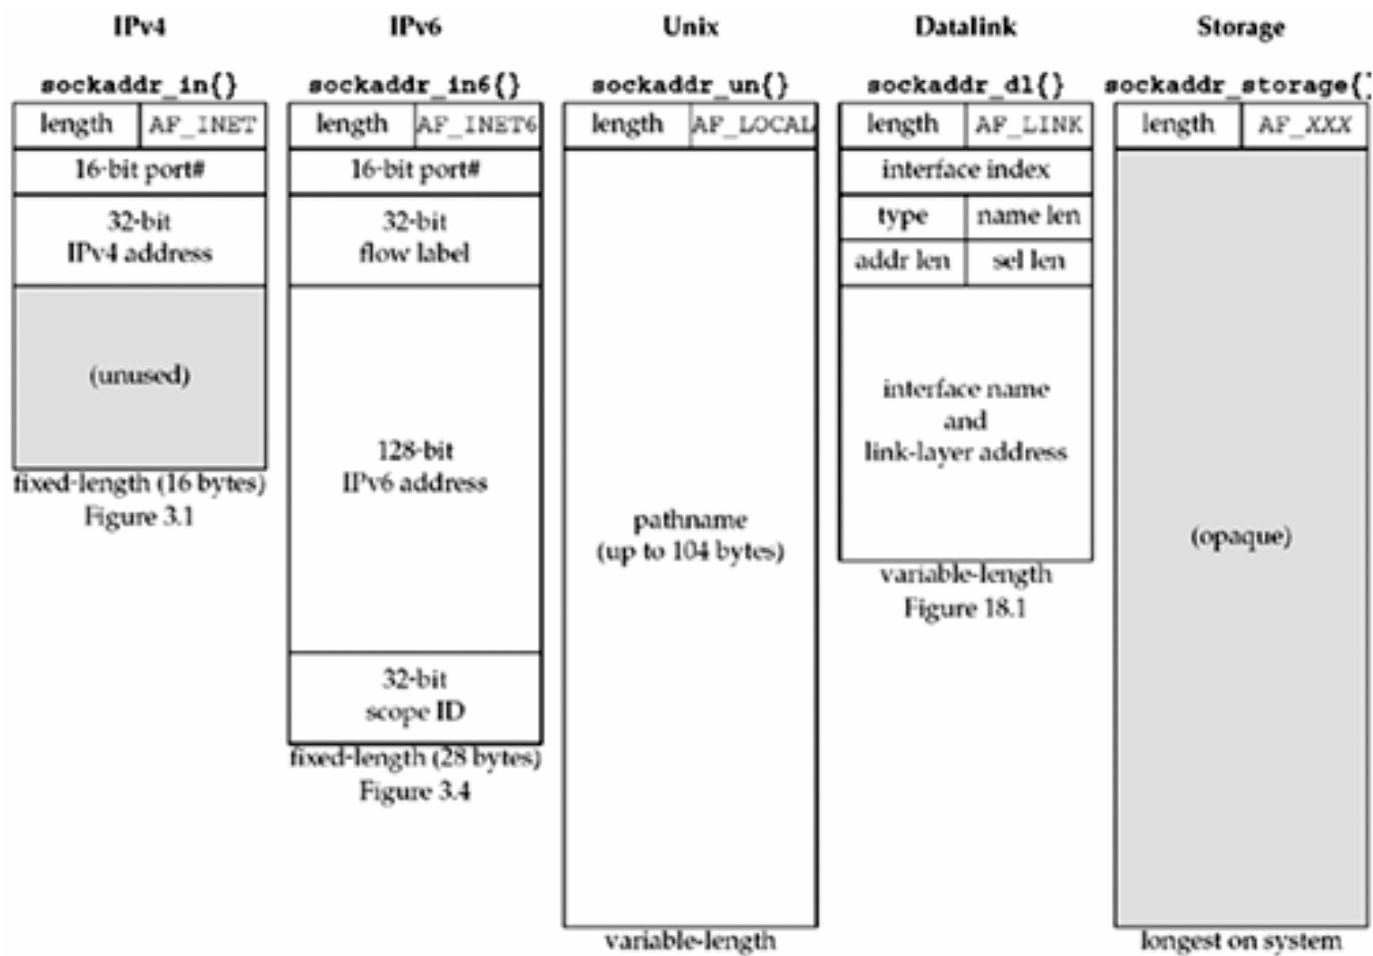 IPv4 IPv6 Unix Datalink Storage
sockaddr_in{} sockaddr_in6{} sockaddr_un{} sockaddr_dl{} sockaddr_storage{}
length AF_INET length AF_INET6 length AF_LOCAL length AF_LINK length AF_XXX
16-bit port# 16-bit port# interface index
32-bit 32-bit type name len
IPv4 address flow label addr len sel len
(unused)
interface name
and
128-bit link-layer address
IPv6 address
fixed-length (16 bytes)
Figure 3.1
pathname
(up to 104 bytes) (opaque)
variable-length
Figure 18.1
32-bit
scope ID
fixed-length (28 bytes)
Figure 3.4
variable-length longest on system